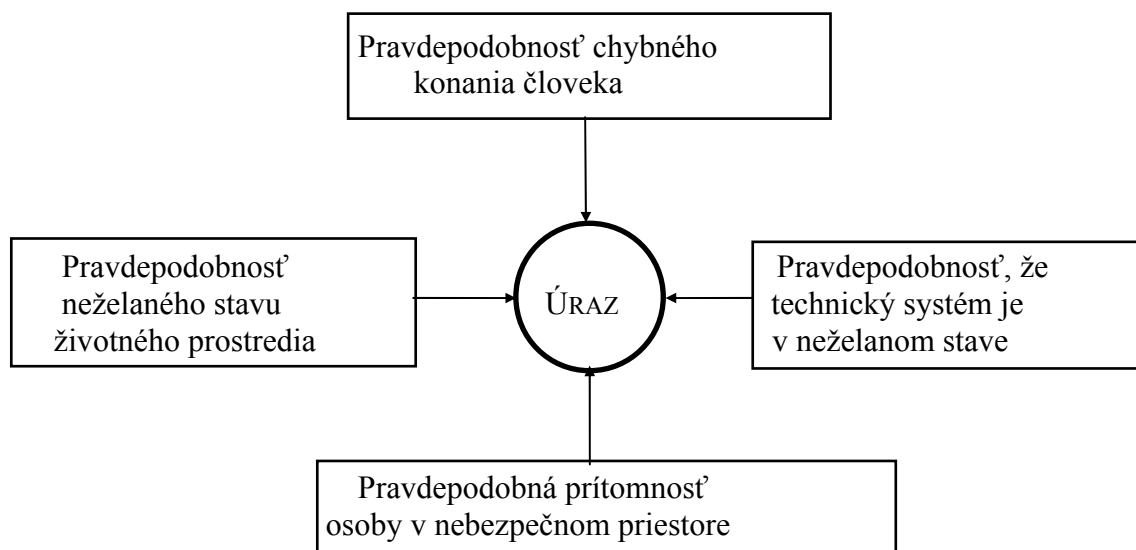 Pravdepodobnosť chybného
konania človeka
Pravdepodobnosť
neželaného stavu
životného prostredia
ÚRAZ
Pravdepodobnosť, že
technický systém je
v neželanom stave
Pravdepodobná prítomnosť
osoby v nebezpečnom priestore